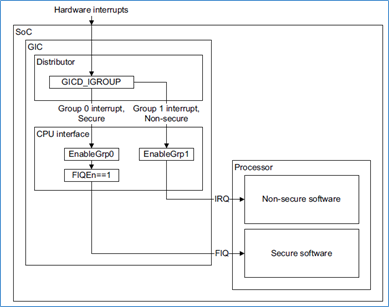 Hardware interrupts
SoC
GIC
Distributor
GICD_IGROUP
Group 0 interrupt,
Secure
Group 1 interrupt,
Non-secure
CPU interface
EnableGrp0
EnableGrp1
FIQEn==1
Processor
IRQ
Non-secure software
FIQ
Secure software